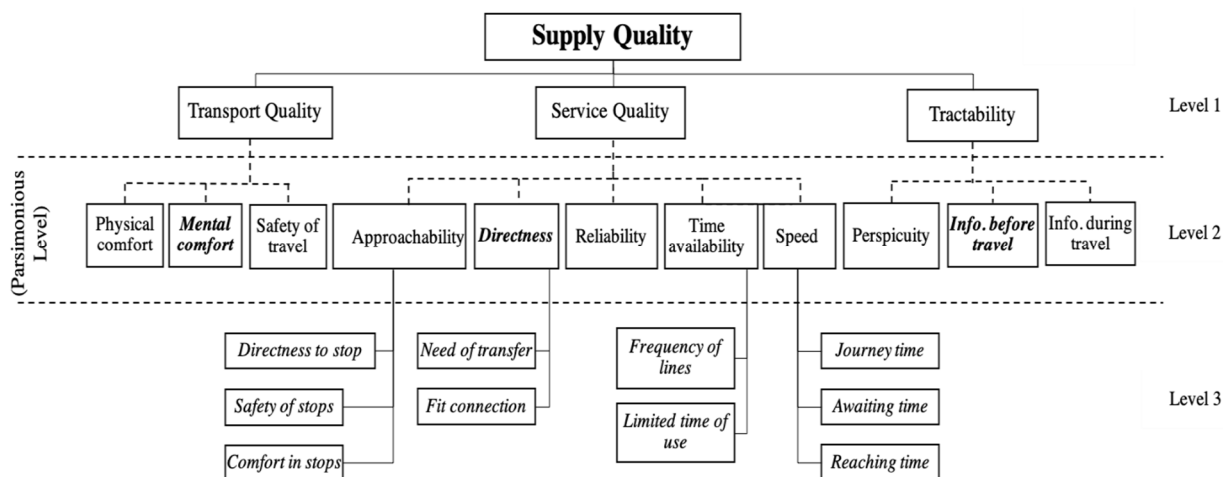 Supply Quality
Transport Quality
Service Quality
Tractability
Level 1
(Parsimonious
Level)
Physical
comfort
Mental
comfort
Safety of
travel
Approachability
Directness
Reliability
Time
availability
Speed
Perspicuity
Info. before
travel
Info. during
travel
Level 2
Directness to stop
Need of transfer
Frequency of
lines
Journey time
Safety of stops
Fit connection
Limited time of
use
Awaiting time
Level 3
Comfort in stops
Reaching time